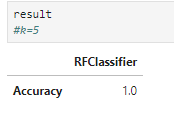 result
#k=5
RFClassifier
Accuracy 1.0